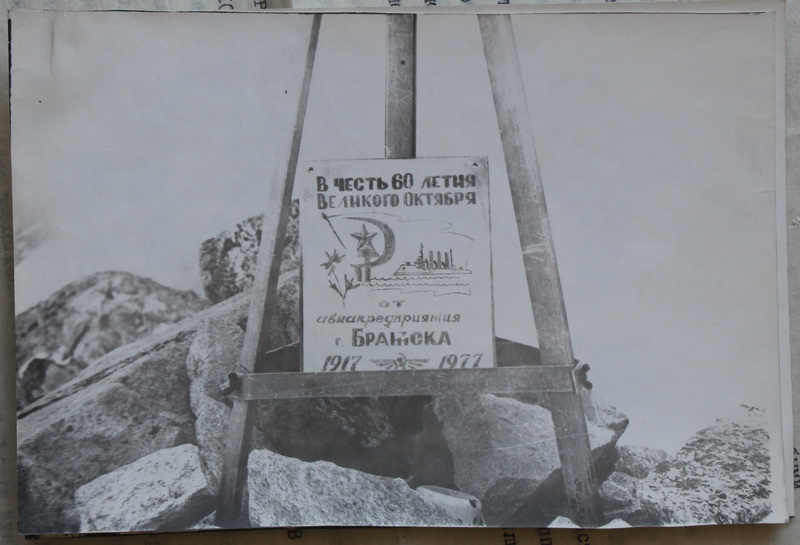 В ЧЕСТЬ 60 ЛЕТИЯ
ВЕЛИКОГО ОКТЯБРЯ
от
авиапредприятия
г. БРАТСКА
1917 1977